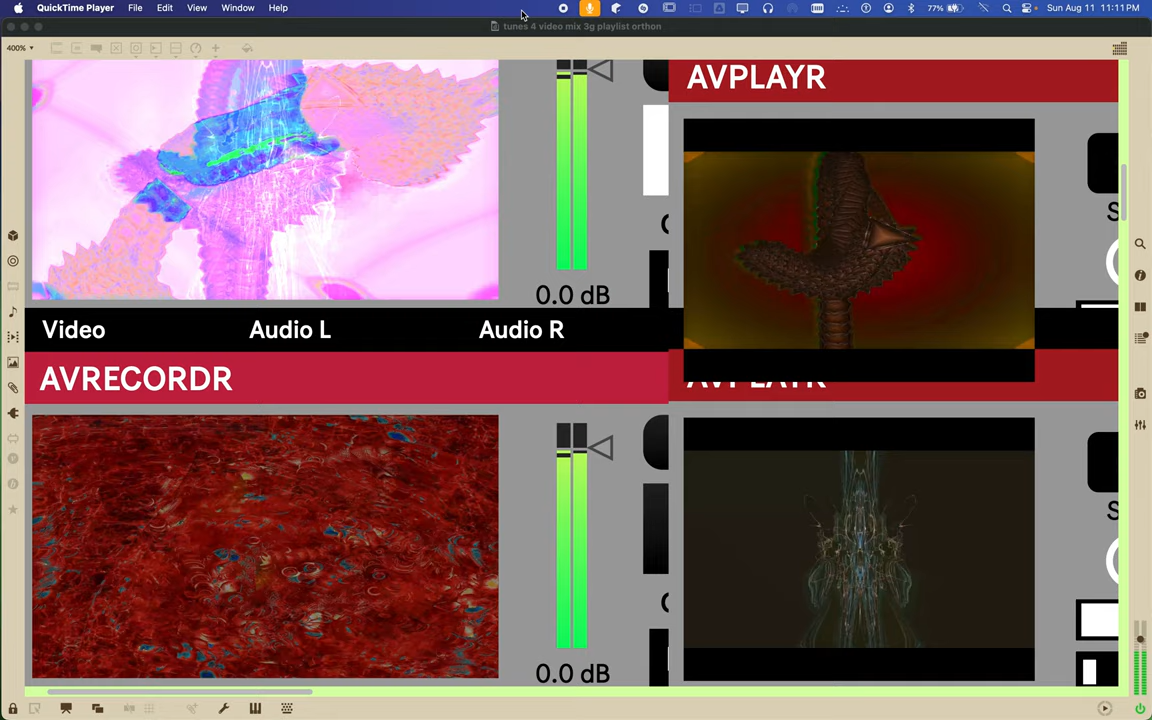 QuickTime Player File Edit View Window Help 77% Sun Aug 11 11:11 PM
tunes 4 video mix 3g playlist orthon
400%
AVPLAYR
0.0 dB
Video Audio L Audio R
AVRECORDR
AVPLAYR
0.0 dB